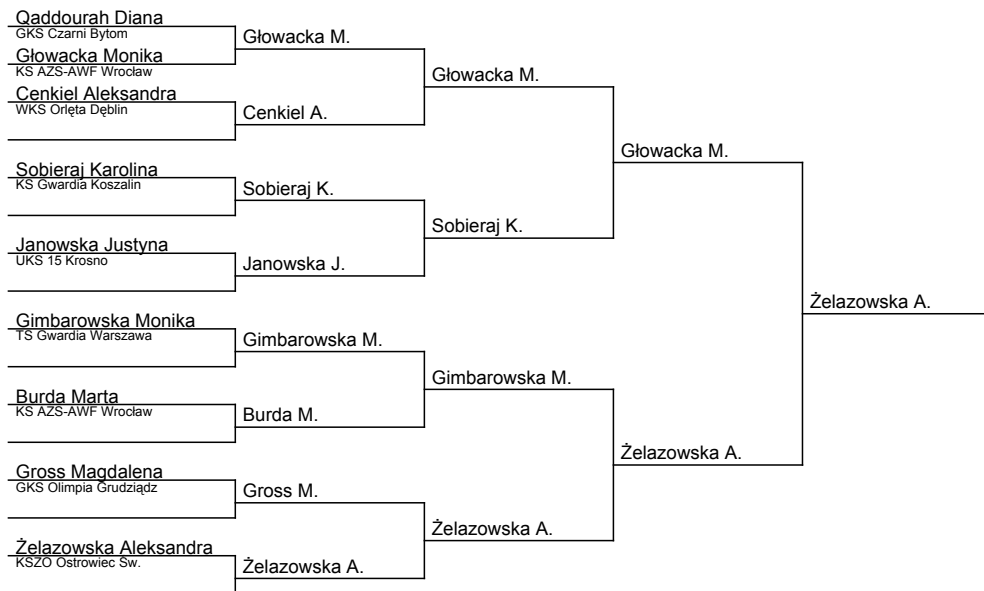 Qaddourah Diana
GKS Czarni Bytom
Głowacka M.
Głowacka Monika
KS AZS-AWF Wrocław
Głowacka M.
Cenkiel Aleksandra
WKS Orlęta Dęblin
Cenkiel A.
Głowacka M.
Sobieraj Karolina
KS Gwardia Koszalin
Sobieraj K.
Sobieraj K.
Janowska Justyna
UKS 15 Krosno
Janowska J.
Żelazowska A.
Gimbarowska Monika
TS Gwardia Warszawa
Gimbarowska M.
Gimbarowska M.
Burda Marta
KS AZS-AWF Wrocław
Burda M.
Żelazowska A.
Gross Magdalena
GKS Olimpia Grudziądz
Gross M.
Żelazowska A.
Żelazowska Aleksandra
KSZO Ostrowiec Św.
Żelazowska A.